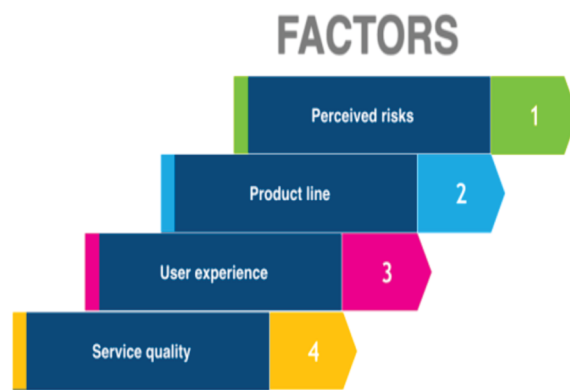 FACTORS
Perceived risks 1
Product line 2
User experience 3
Service quality 4